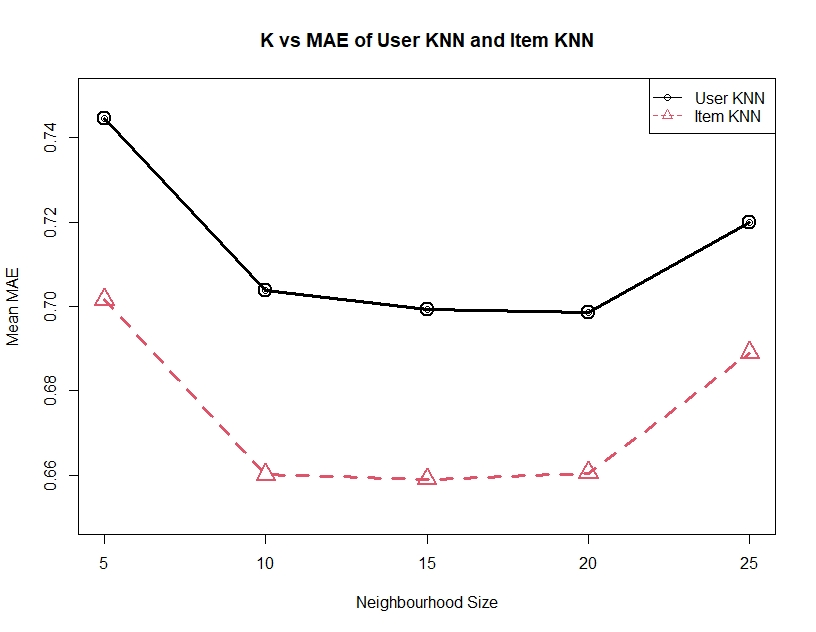 K vs MAE of User KNN and Item KNN
User KNN
Item KNN
Mean MAE
0.74
0.72
0.70
0.68
0.66
5 10 15 20 25
Neighbourhood Size